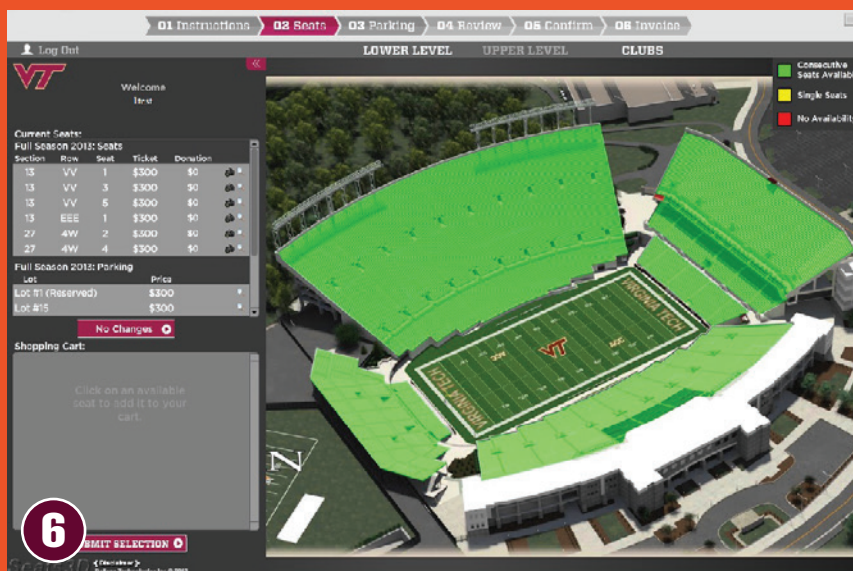 01 Instructions 02 Seats 03 Parking 04 Review 05 Confirm 06 Invoice
Log Out
LOWER LEVEL UPPER LEVEL CLUBS
VT
Welcome
Current Seats:
Full Season 2013: Seats
Section Row Seat Ticket Donation
13 VV 1 $300 $0
13 VV 3 $300 $0
13 VV 5 $300 $0
13 EEE 1 $300 $0
27 4W 2 $300 $0
27 4W 4 $300 $0
Full Season 2013: Parking
Lot Price
Lot #1 (Reserved) $300
Lot #15 $300
No Changes
Shopping Cart:
Click on an available
seat to add it to your
cart.
6
BMIT SELECTION
Consecutive
Seats Availab
Single Seats
No Availability
VIRGINIA TECH
VT
ACC
VIRGINIA TECH
N